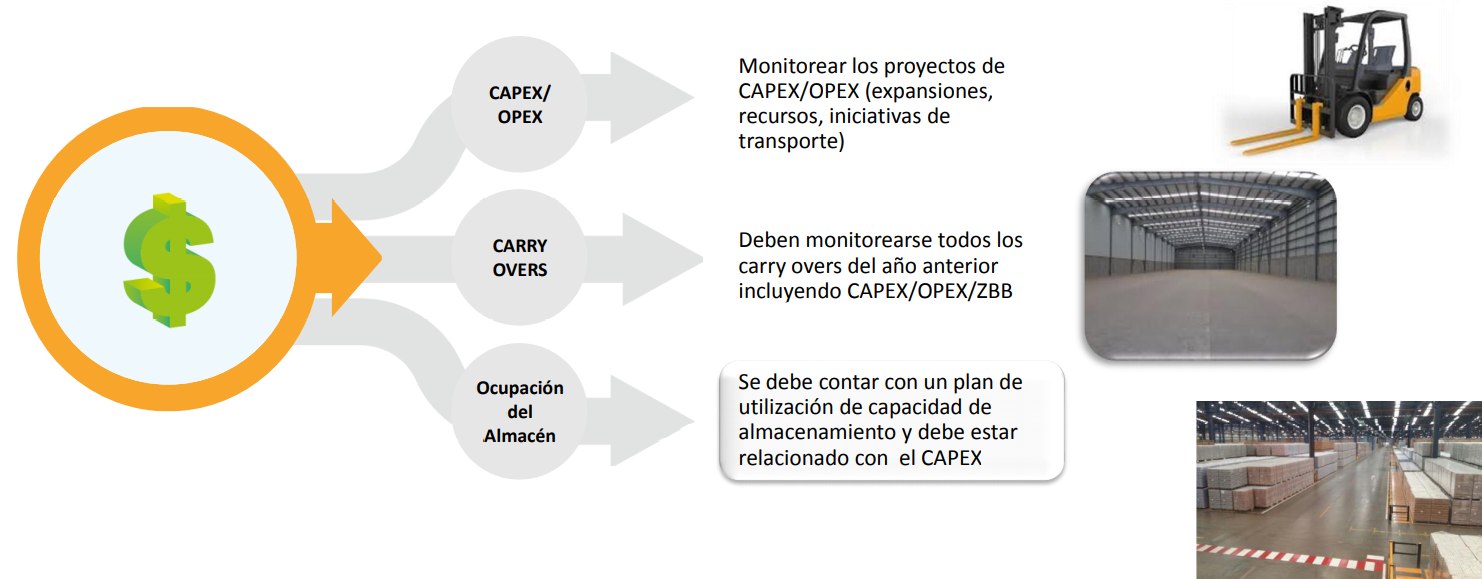 CAPEX/
OPEX
Monitorear los proyectos de
CAPEX/OPEX (expansiones,
recursos, iniciativas de
transporte)
CARRY
OVERS
Deben monitorearse todos los
carry overs del año anterior
incluyendo CAPEX/OPEX/ZBB
Ocupación
del
Almacén
Se debe contar con un plan de
utilización de capacidad de
almacenamiento y debe estar
relacionado con el CAPEX